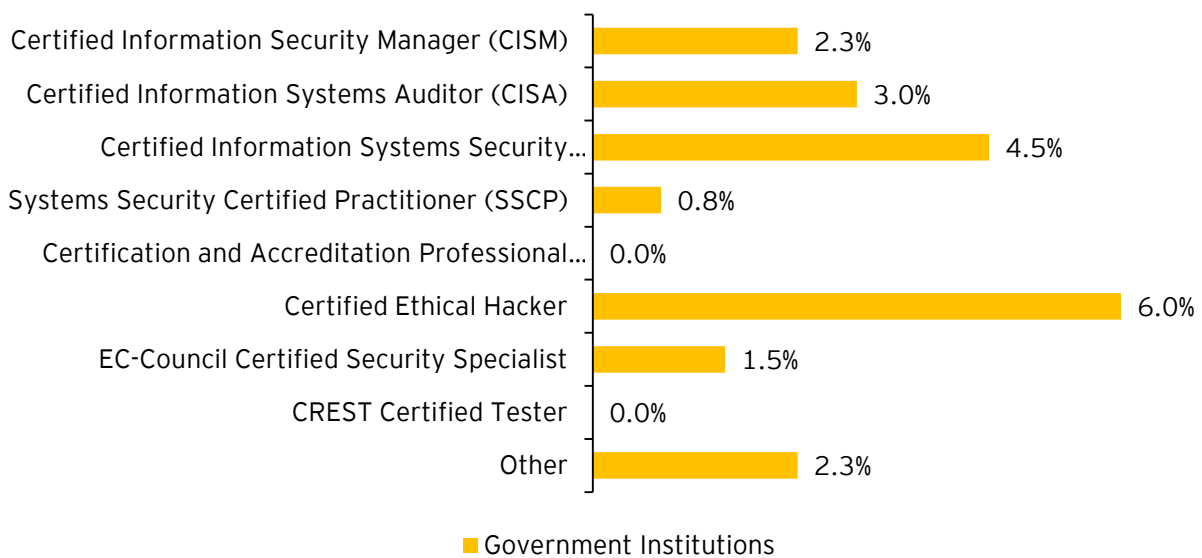 Certified Information Security Manager (CISM) 2.3%
Certified Information Systems Auditor (CISA) 3.0%
Certified Information Systems Security... 4.5%
Systems Security Certified Practitioner (SSCP) 0.8%
Certification and Accreditation Professional... 0.0%
Certified Ethical Hacker 6.0%
EC-Council Certified Security Specialist 1.5%
CREST Certified Tester 0.0%
Other 2.3%
Government Institutions